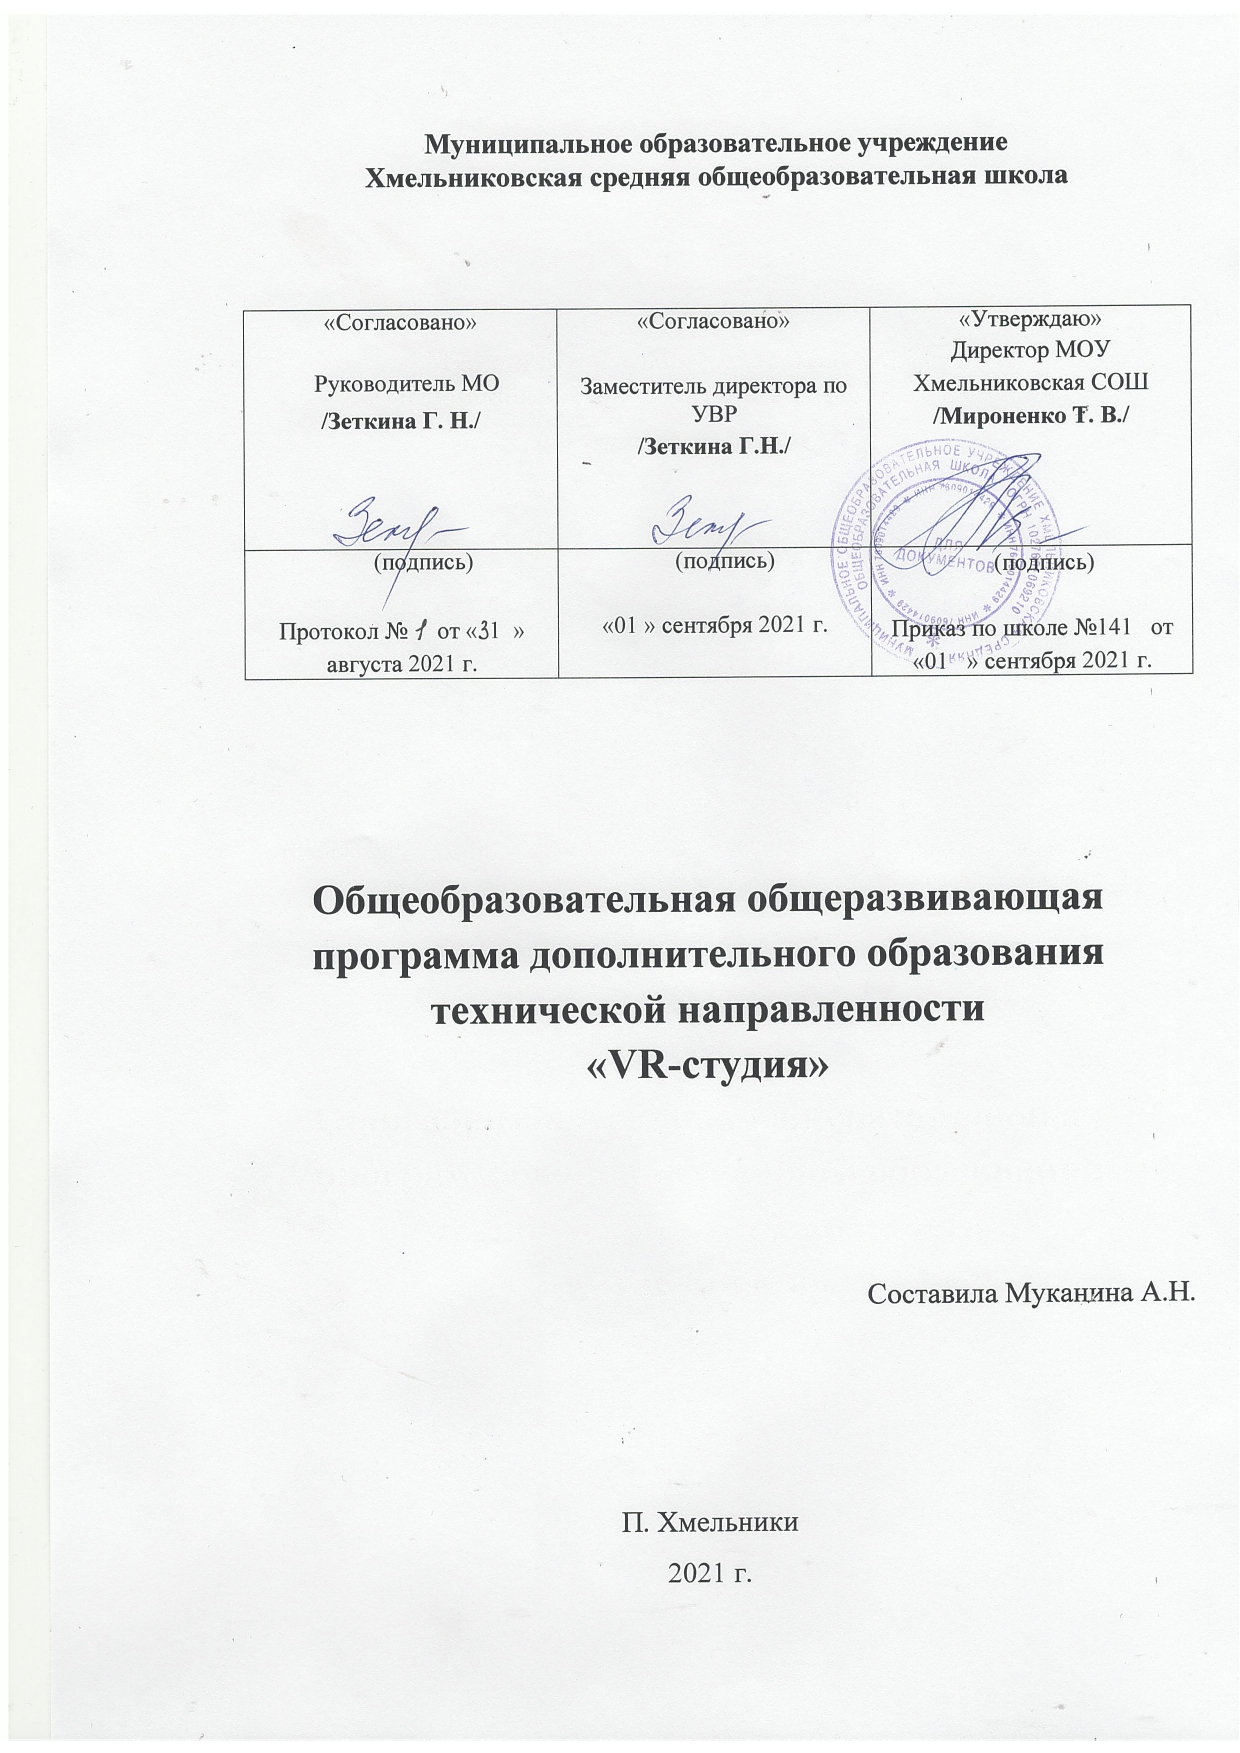 Муниципальное образовательное учреждение
Хмельниковская средняя общеобразовательная школа
«Согласовано»
Руководитель МО
/Зеткина Г. Н./
«Согласовано»
Заместитель директора по
УВР
/Зеткина Г.Н./
«Утверждаю»
Директор МОУ
Хмельниковская СОШ
/Мироненко Т. В./
(подпись)
Протокол № 1 от «31 »
августа 2021 г.
(подпись)
«01 » сентября 2021 г.
(подпись)
Приказ по школе №141 от
«01 » сентября 2021 г.
ДЛЯ
ДОКУМЕНТОВ
Общеобразовательная общеразвивающая
программа дополнительного образования
технической направленности
«VR-студия»
Составила Муканина А.Н.
П. Хмельники
2021 г.